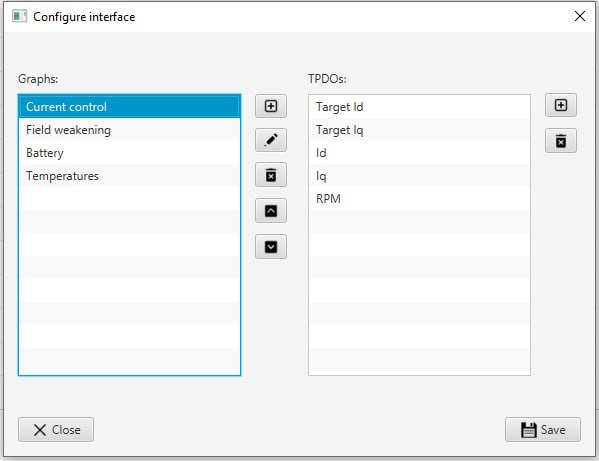 Configure interface
Graphs:
Current control
Field weakening
Battery
Temperatures
TPDOs:
Target Id
Target Iq
Id
Iq
RPM
Close
Save